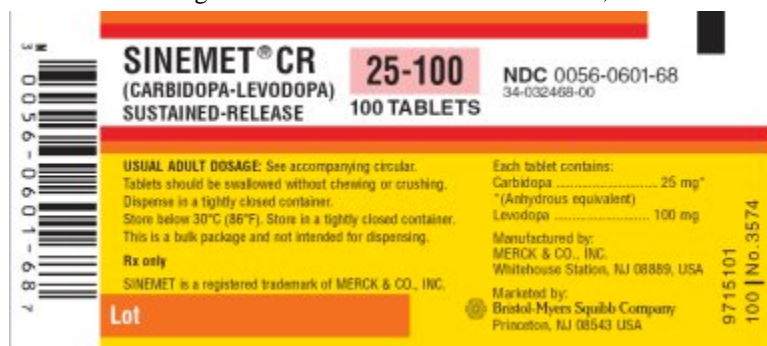 SINEMET® CR
(CARBIDOPA-LEVODOPA)
SUSTAINED-RELEASE
25-100
100 TABLETS
NDC 0056-0601-68
34-032468-00
USUAL ADULT DOSAGE: See accompanying circular.
Tablets should be swallowed without chewing or crushing.
Dispense in a tightly closed container.
Store below 30°C (86°F). Store in a tightly closed container.
This is a bulk package and not intended for dispensing.
Rx only
SINEMET is a registered trademark of MERCK & CO., INC.
Lot
Each tablet contains:
Carbidopa ............................ 25 mg*
*(Anhydrous equivalent)
Levodopa .......................... 100 mg
Manufactured by:
MERCK & CO., INC.
Whitehouse Station, NJ 08889, USA
Marketed by:
Bristol-Myers Squibb Company
Princeton, NJ 08543 USA
9715101
100 | No. 3574
N 3 0056-0601-68 7